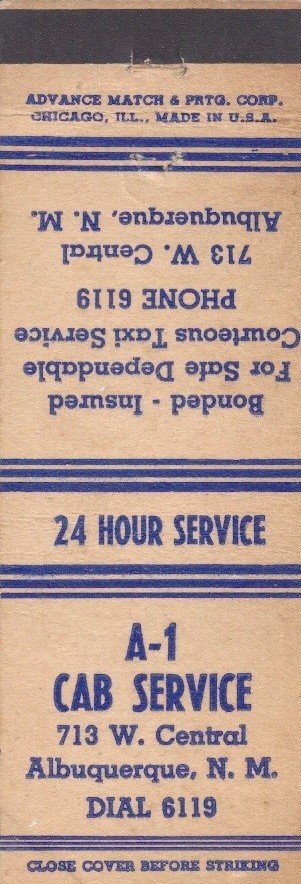 ADVANCE MATCH & PRTG. CORP.
CHICAGO, ILL., MADE IN U.S.A.
Bonded - Insured
For Safe Dependable
Courteous Taxi Service
PHONE 6119
713 W. Central
Albuquerque, N. M.
24 HOUR SERVICE
A-1
CAB SERVICE
713 W. Central
Albuquerque, N. M.
DIAL 6119
CLOSE COVER BEFORE STRIKING